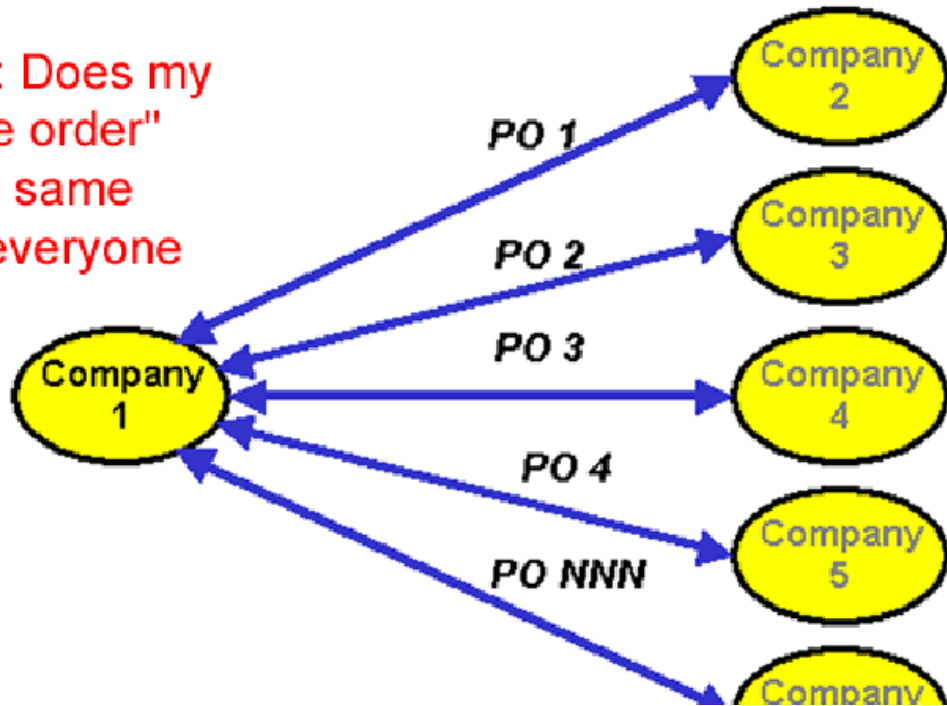 : Does my
e order"
same
everyone
Company
1
PO 1
PO 2
PO 3
PO 4
PO NNN
Company
2
Company
3
Company
4
Company
5
Company